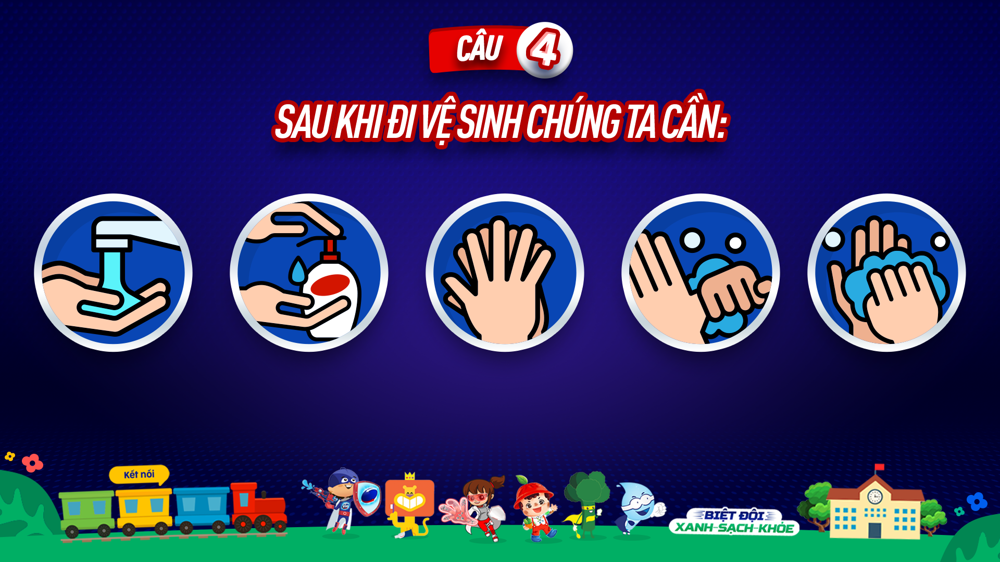 CÂU 4
SAU KHI ĐI VỆ SINH CHÚNG TA CẦN:
Kết nối
BIỆT ĐỘI
XANH-SẠCH-KHỎE